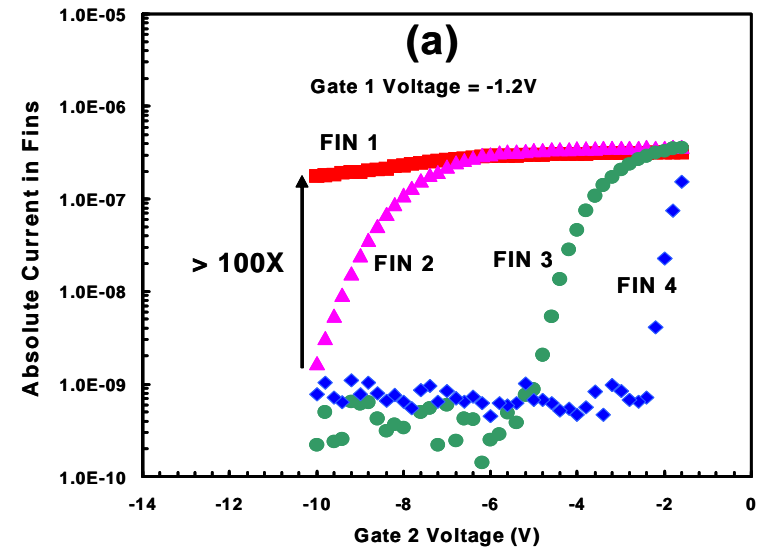 (a)
Gate 1 Voltage = -1.2V
Absolute Current in Fins
1.0E-05
1.0E-06
1.0E-07
1.0E-08
1.0E-09
1.0E-10
FIN 1
FIN 2
FIN 3
FIN 4
> 100X
-14 -12 -10 -8 -6 -4 -2 0
Gate 2 Voltage (V)